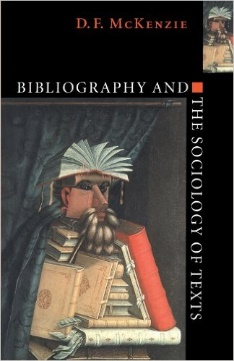 D. F. MCKENZIE
BIBLIOGRAPHY AND
THE SOCIOLOGY OF TEXTS